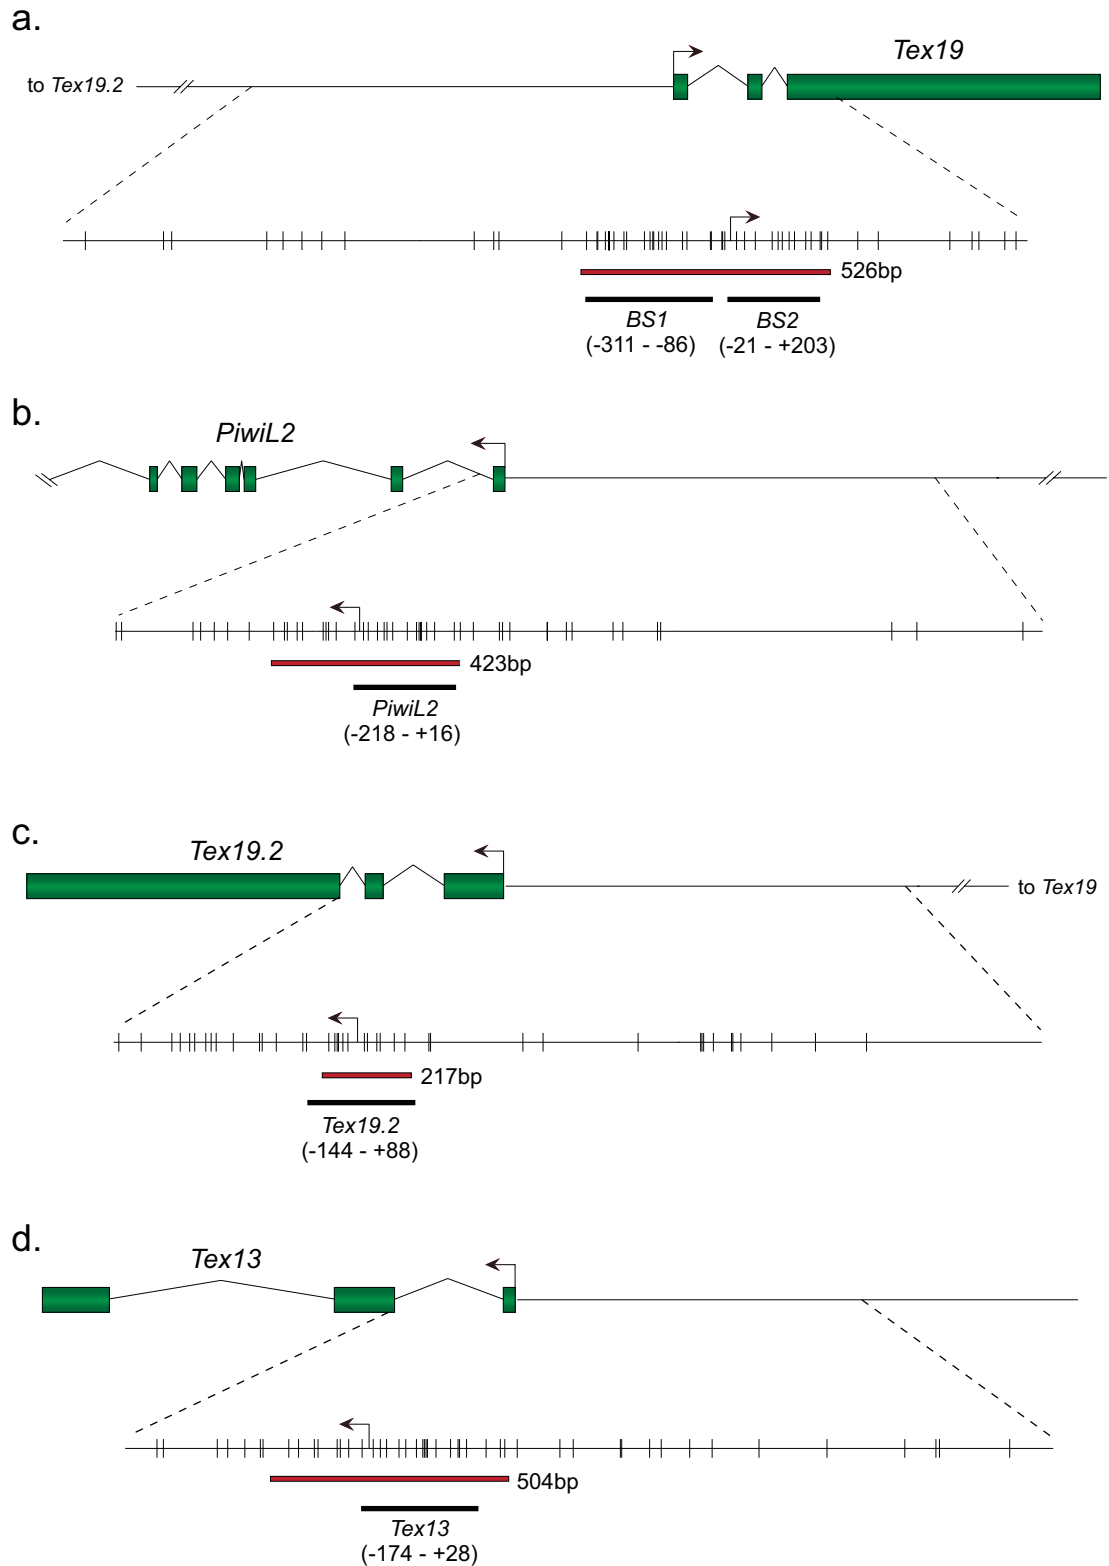 a.
Tex19
to Tex19.2
526bp
BS1 BS2
(-311 - -86) (-21 - +203)
b.
PiwiL2
423bp
PiwiL2
(-218 - +16)
c.
Tex19.2
to Tex19
217bp
Tex19.2
(-144 - +88)
d.
Tex13
504bp
Tex13
(-174 - +28)